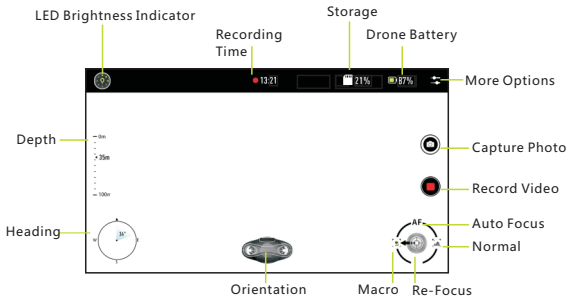 LED Brightness Indicator
Recording
Time
Storage
Drone Battery
13:21
21%
87%
More Options
Depth
0m
35m
100m
Capture Photo
Record Video
Heading
36°
W
AF
Auto Focus
Normal
Orientation
Macro
Re-Focus